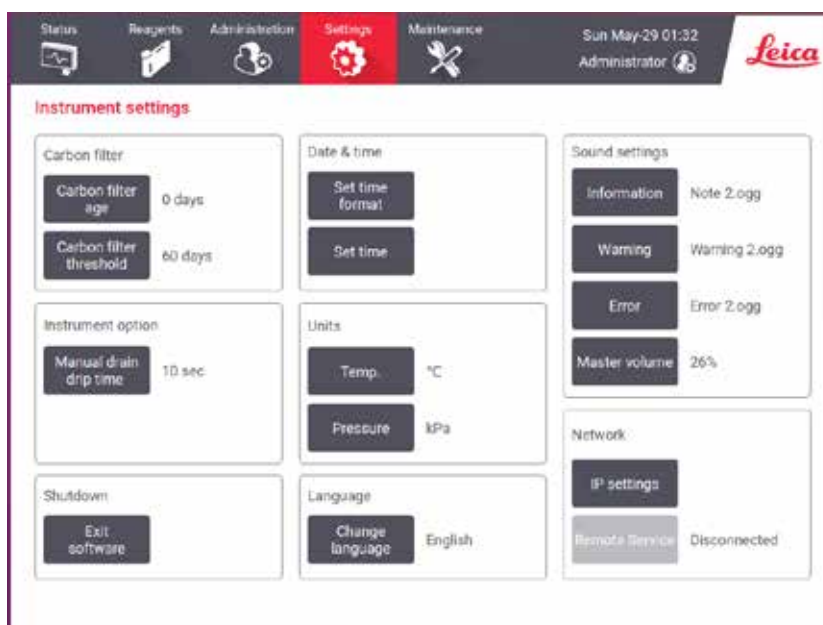 Status
Reagents
Administration
Settings
Maintenance
Sun May-29 01:32
Administrator
Leica
Instrument settings
Carbon filter
Carbon filter
age
0 days
Carbon filter
threshold
60 days
Instrument option
Manual drain
drip time
10 sec
Shutdown
Exit
software
Date & time
Set time
format
Set time
Units
Temp.
°C
Pressure
kPa
Language
Change
language
English
Sound settings
Information
Note 2.ogg
Warning
Warning 2.ogg
Error
Error 2.ogg
Master volume
26%
Network
IP settings
Remote Service
Disconnected